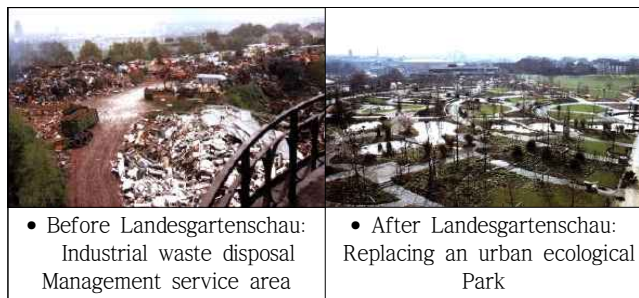 • Before Landesgartenschau:
Industrial waste disposal
Management service area
• After Landesgartenschau:
Replacing an urban ecological
Park